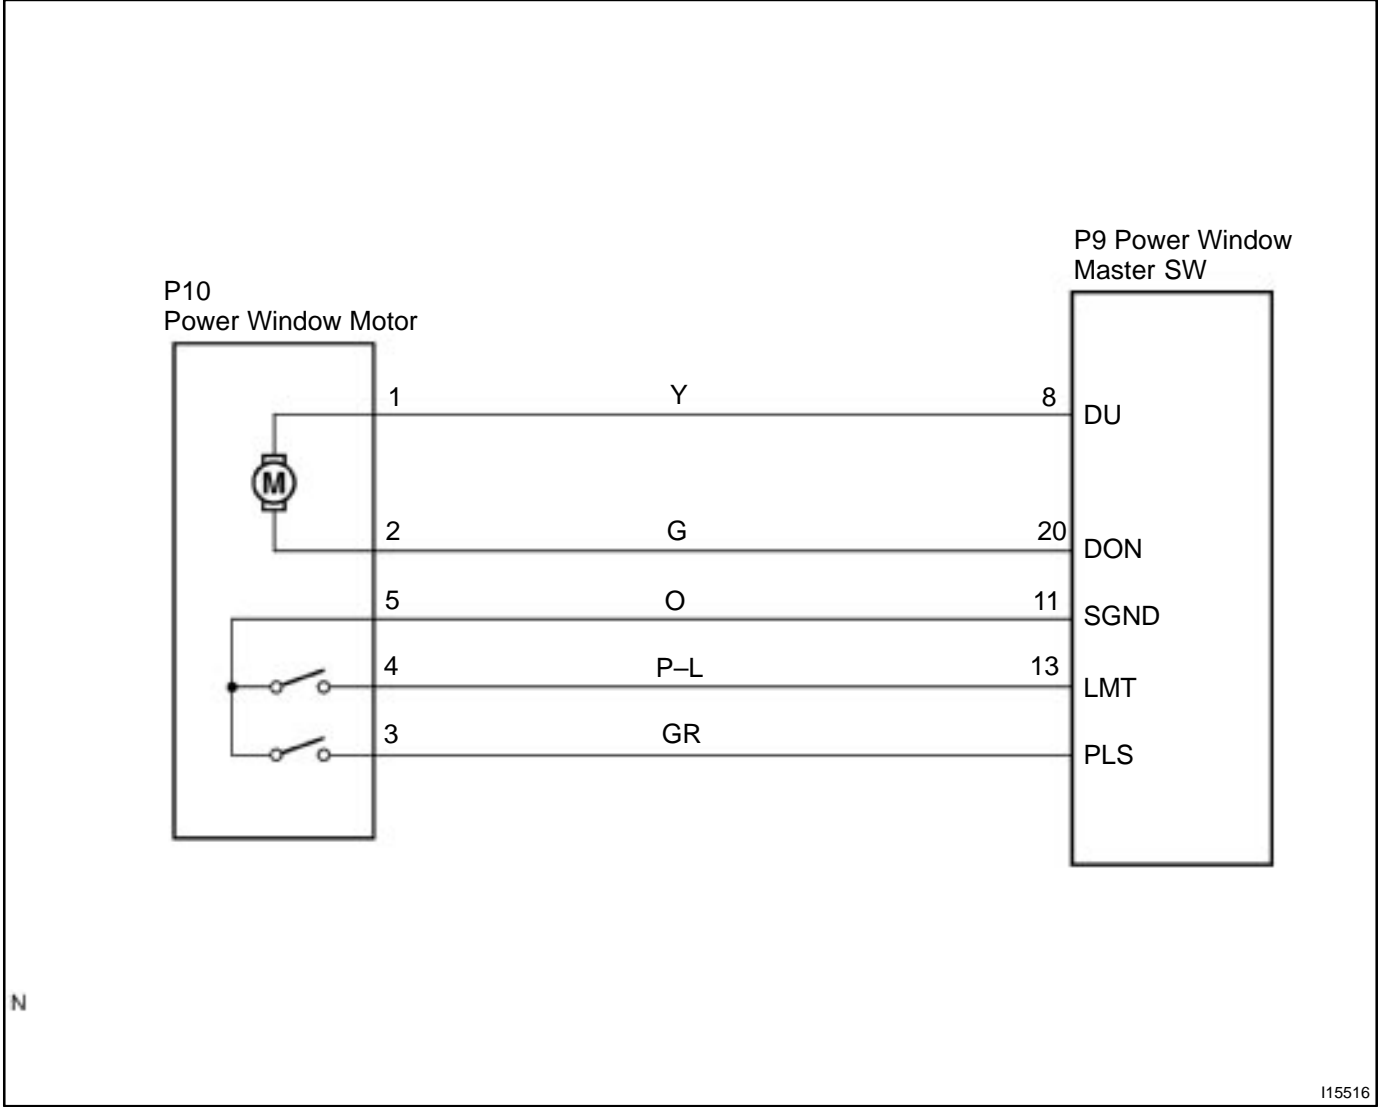 P9 Power Window
Master SW
P10
Power Window Motor
1 Y 8 DU
M
2 G 20 DON
5 O 11 SGND
4 P–L 13 LMT
3 GR PLS
N
I15516